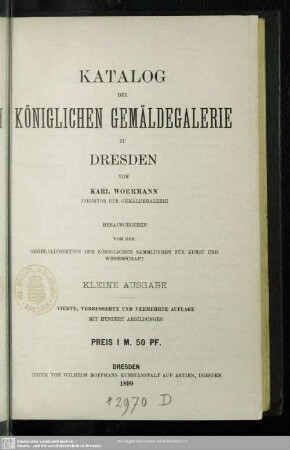 KATALOG
DER
KÖNIGLICHEN GEMÄLDEGALERIE
ZU
DRESDEN
VON
KARL WOERMANN
DIREKTOR DER GEMÄLDEGALERIE
HERAUSGEGEBEN
VON DER
GENERALDIREKTION DER KÖNIGLICHEN SAMMLUNGEN FÜR KUNST UND
WISSENSCHAFT
KLEINE AUSGABE
VIERTE, VERBESSERTE UND VERMEHRTE AUFLAGE
MIT HUNDERT ABBILDUNGEN
PREIS 1 M. 50 PF.
DRESDEN
DRUCK VON WILHELM HOFFMANN KUNSTANSTALT AUF AKTIEN, DRESDEN
1899
*2970 D